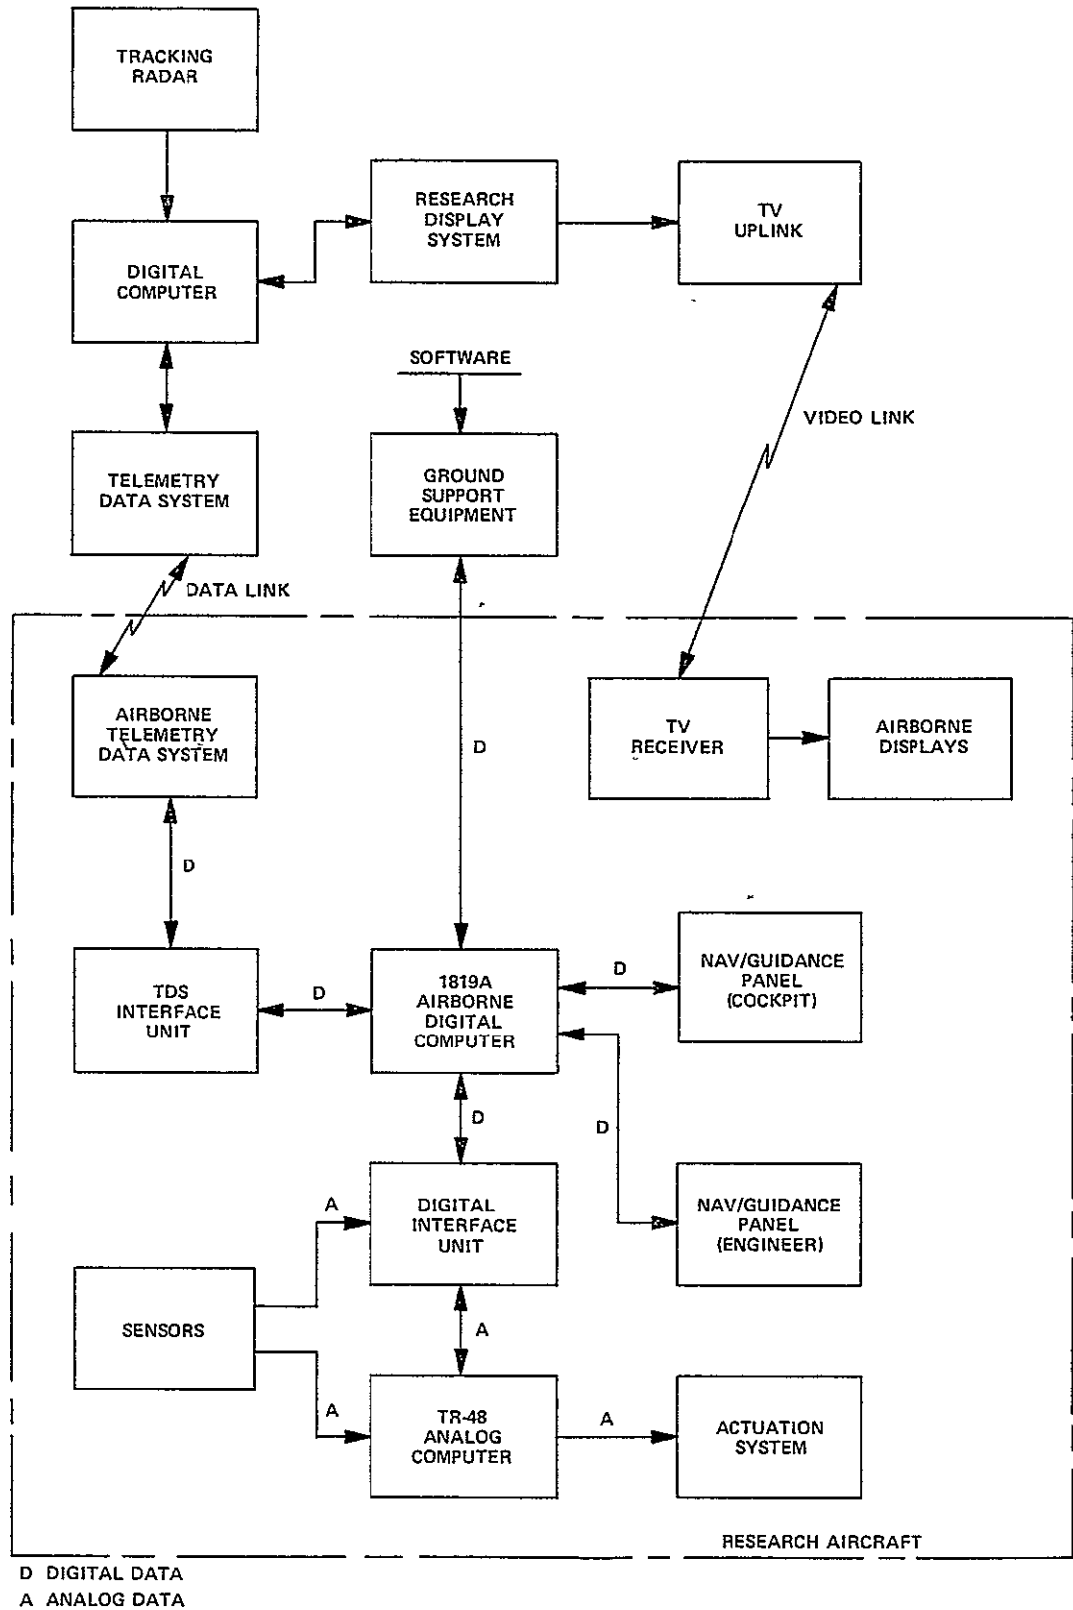 TRACKING
RADAR
RESEARCH
DISPLAY
SYSTEM
TV
UPLINK
DIGITAL
COMPUTER
SOFTWARE
VIDEO LINK
TELEMETRY
DATA SYSTEM
GROUND
SUPPORT
EQUIPMENT
DATA LINK
AIRBORNE
TELEMETRY
DATA SYSTEM
D
TV
RECEIVER
AIRBORNE
DISPLAYS
D
TDS
INTERFACE
UNIT
D
1819A
AIRBORNE
DIGITAL
COMPUTER
D
NAV/GUIDANCE
PANEL
(COCKPIT)
D
D
A
DIGITAL
INTERFACE
UNIT
NAV/GUIDANCE
PANEL
(ENGINEER)
SENSORS
A
A
TR-48
ANALOG
COMPUTER
A
ACTUATION
SYSTEM
RESEARCH AIRCRAFT
D DIGITAL DATA
A ANALOG DATA